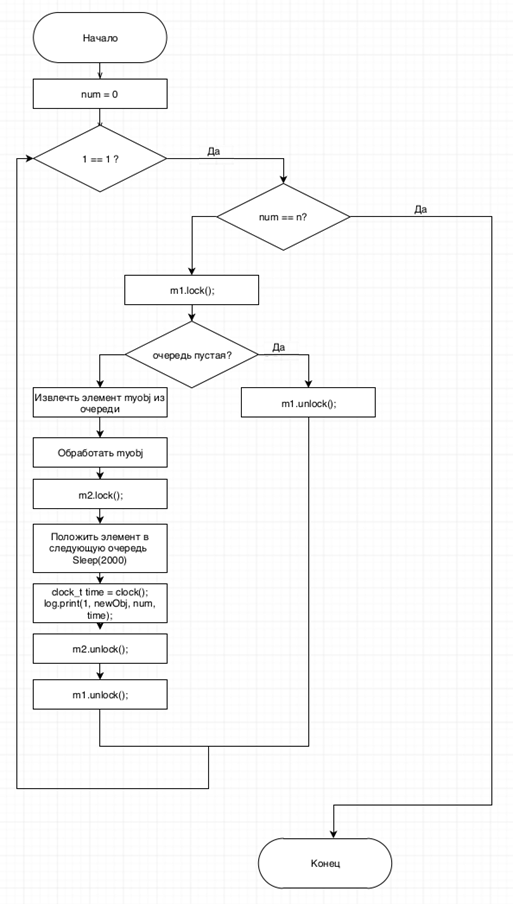 Начало
num = 0
1 == 1 ?
Да
num == n?
Да
m1.lock();
очередь пустая?
Да
Извлечть элемент myobj из
очереди
m1.unlock();
Обработать myobj
m2.lock();
Положить элемент в
следующую очередь
Sleep(2000)
clock_t time = clock();
log.print(1, newObj, num,
time);
m2.unlock();
m1.unlock();
Конец